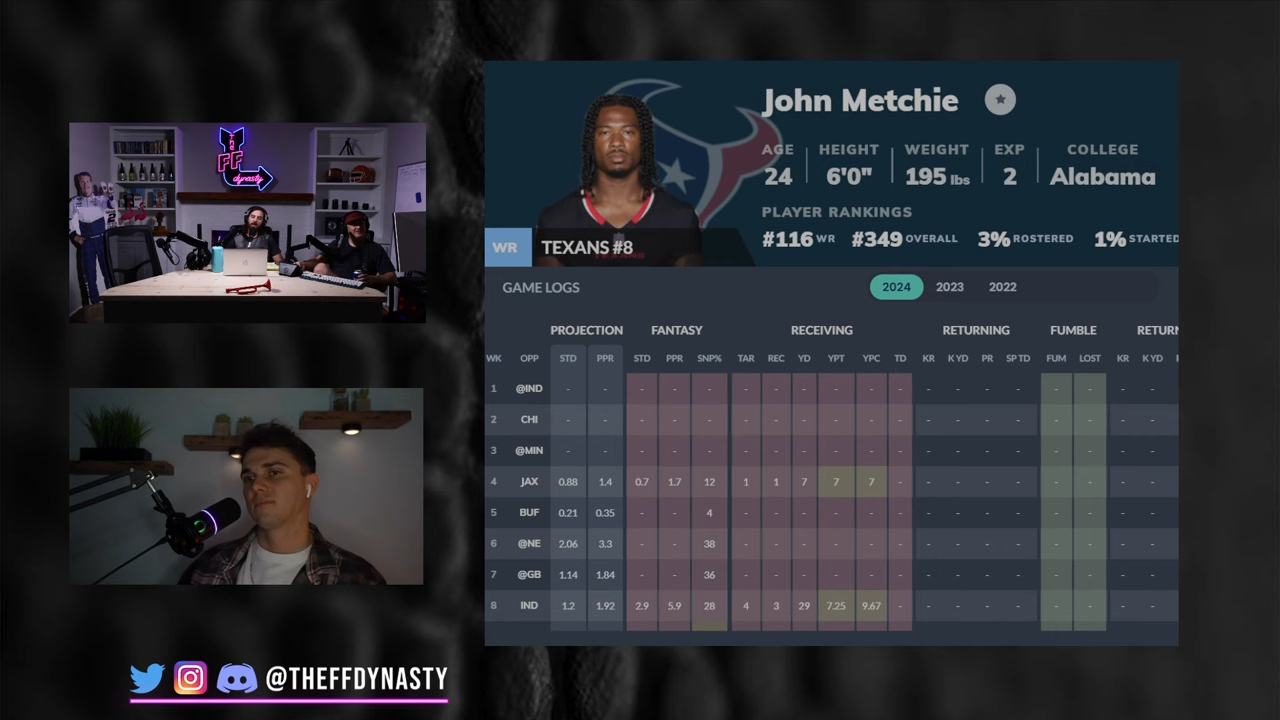 The
FF
dynasty
@THEFFDYNASTY
John Metchie
AGE HEIGHT WEIGHT EXP COLLEGE
24 6'0" 195 lbs 2 Alabama
PLAYER RANKINGS
#116 WR #349 OVERALL 3% ROSTERED 1% STARTED
WR TEXANS #8
GAME LOGS 2024 2023 2022
PROJECTION FANTASY RECEIVING RETURNING FUMBLE RETURN
WK OPP STD PPR STD PPR SNP% TAR REC YD YPT YPC TD KR K YD PR SP TD FUM LOST KR K YD
1 @IND - - - - - - - - - - - - - - - - - - -
2 CHI - - - - - - - - - - - - - - - - - - -
3 @MIN - - - - - - - - - - - - - - - - - - -
4 JAX 0.88 1.4 0.7 1.7 12 1 1 7 7 7 - - - - - - - - -
5 BUF 0.21 0.35 - - 4 - - - - - - - - - - - - - -
6 @NE 2.06 3.3 - - 38 - - - - - - - - - - - - - -
7 @GB 1.14 1.84 - - 36 - - - - - - - - - - - - - -
8 IND 1.2 1.92 2.9 5.9 28 4 3 29 7.25 9.67 - - - - - - - - -